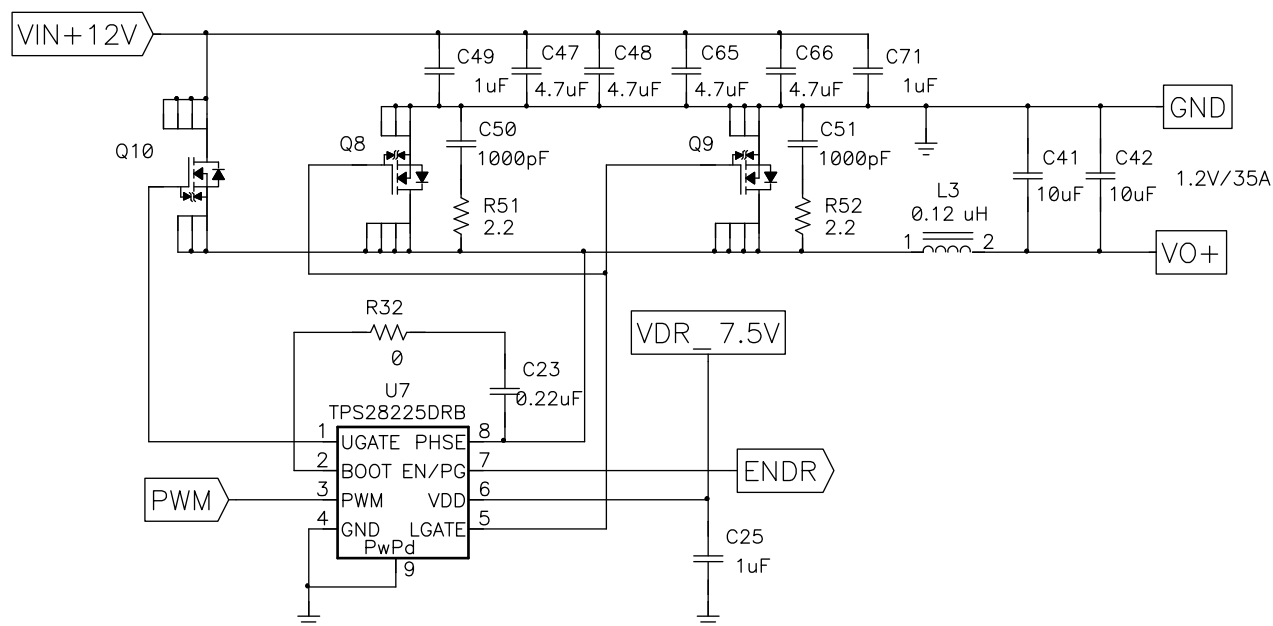 VIN+12V
C49
1uF
C47
4.7uF
C48
4.7uF
C65
4.7uF
C66
4.7uF
C71
1uF
GND
Q10
Q8
C50
1000pF
R51
2.2
Q9
C51
1000pF
R52
2.2
L3
0.12 uH
1
2
C41
10uF
C42
10uF
1.2V/35A
VO+
R32
0
C23
0.22uF
VDR_7.5V
U7
TPS28225DRB
1
UGATE
PHSE
8
2
BOOT
EN/PG
7
ENDR
PWM
3
PWM
VDD
6
4
GND
LGATE
5
PwPd
9
C25
1uF